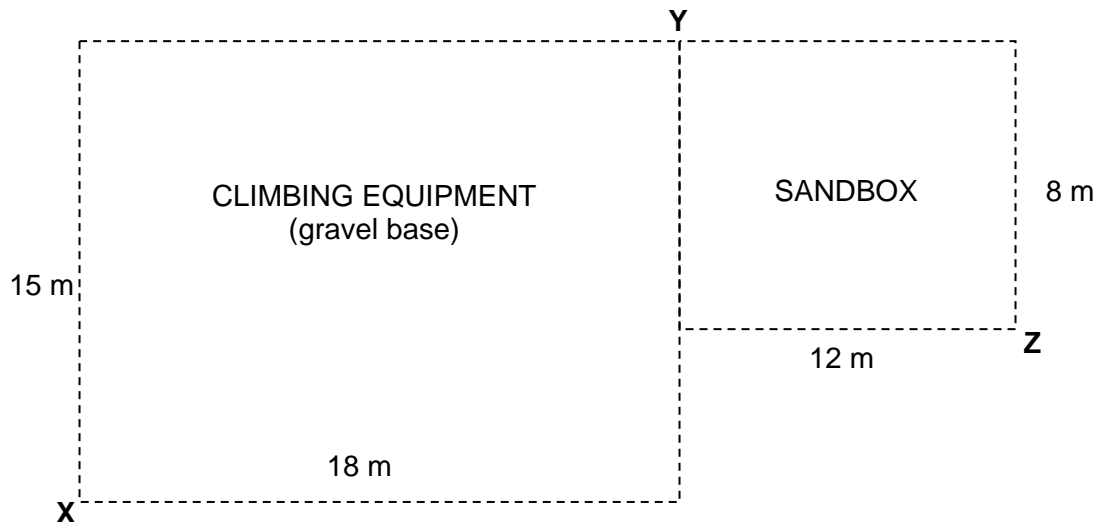 Y
CLIMBING EQUIPMENT
(gravel base)
SANDBOX
8 m
15 m
Z
12 m
18 m
X